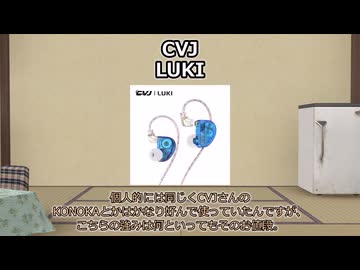 CVJ
LUKI
CVJ | LUKI
個人的には同じくCVJさんの
KONOKAとかはかなり好んで使っていたんですが、
こちらの強みは何といってもそのお値段。